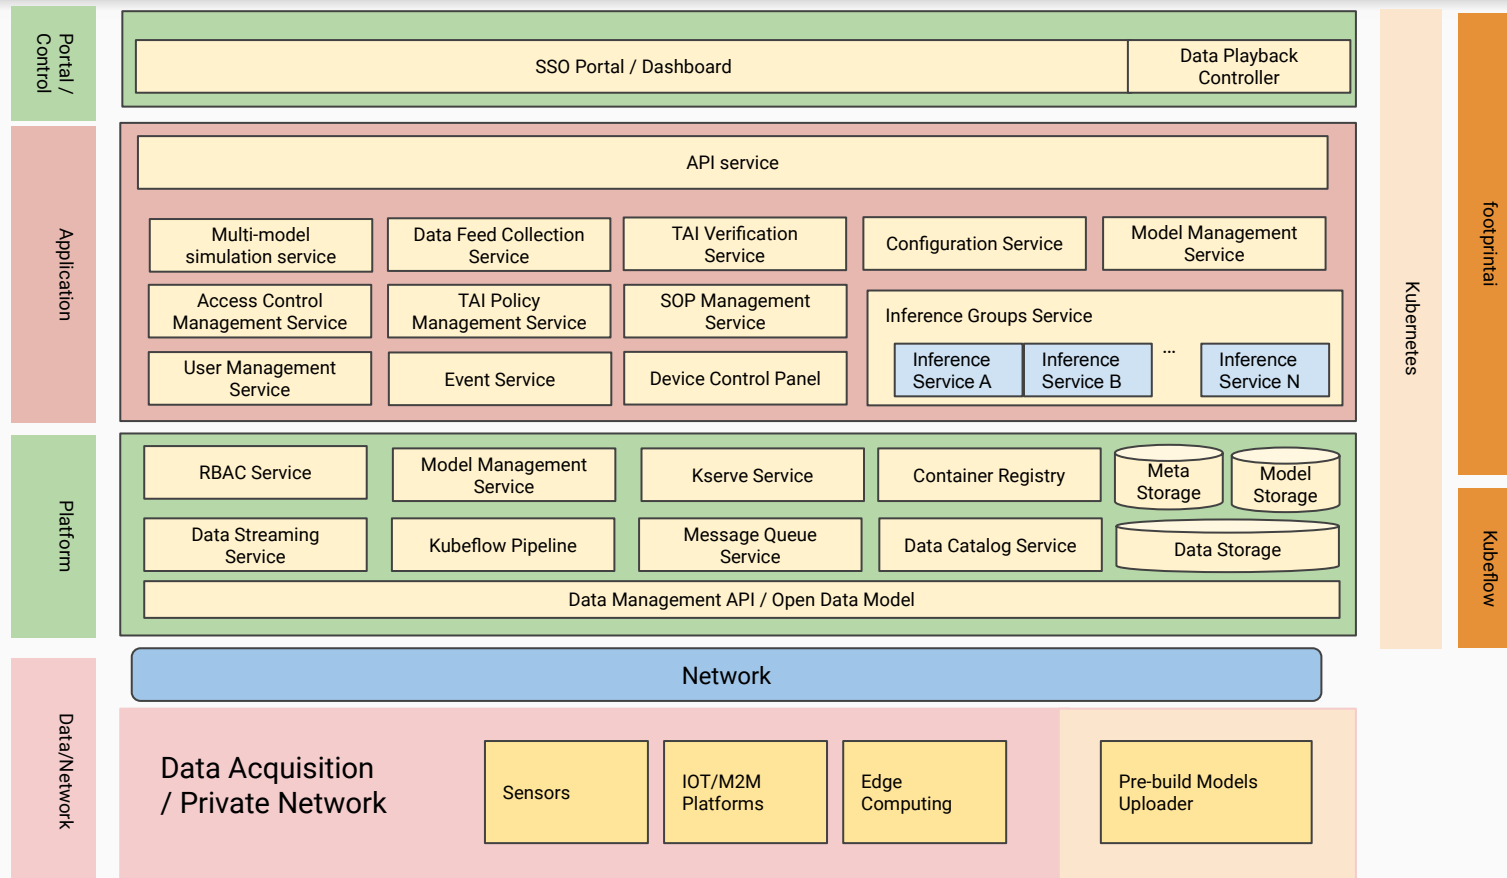 Portal /
Control
SSO Portal / Dashboard
Data Playback
Controller
Application
API service
Multi-model
simulation service
Data Feed Collection
Service
TAI Verification
Service
Configuration Service
Model Management
Service
Access Control
Management Service
TAI Policy
Management Service
SOP Management
Service
Inference Groups Service
User Management
Service
Event Service
Device Control Panel
Inference
Service A
Inference
Service B
...
Inference
Service N
Platform
RBAC Service
Model Management
Service
Kserve Service
Container Registry
Meta
Storage
Model
Storage
Data Streaming
Service
Kubeflow Pipeline
Message Queue
Service
Data Catalog Service
Data Storage
Data Management API / Open Data Model
Kubernetes
footprintai
Kubeflow
Data/Network
Network
Data Acquisition
/ Private Network
Sensors
IOT/M2M
Platforms
Edge
Computing
Pre-build Models
Uploader